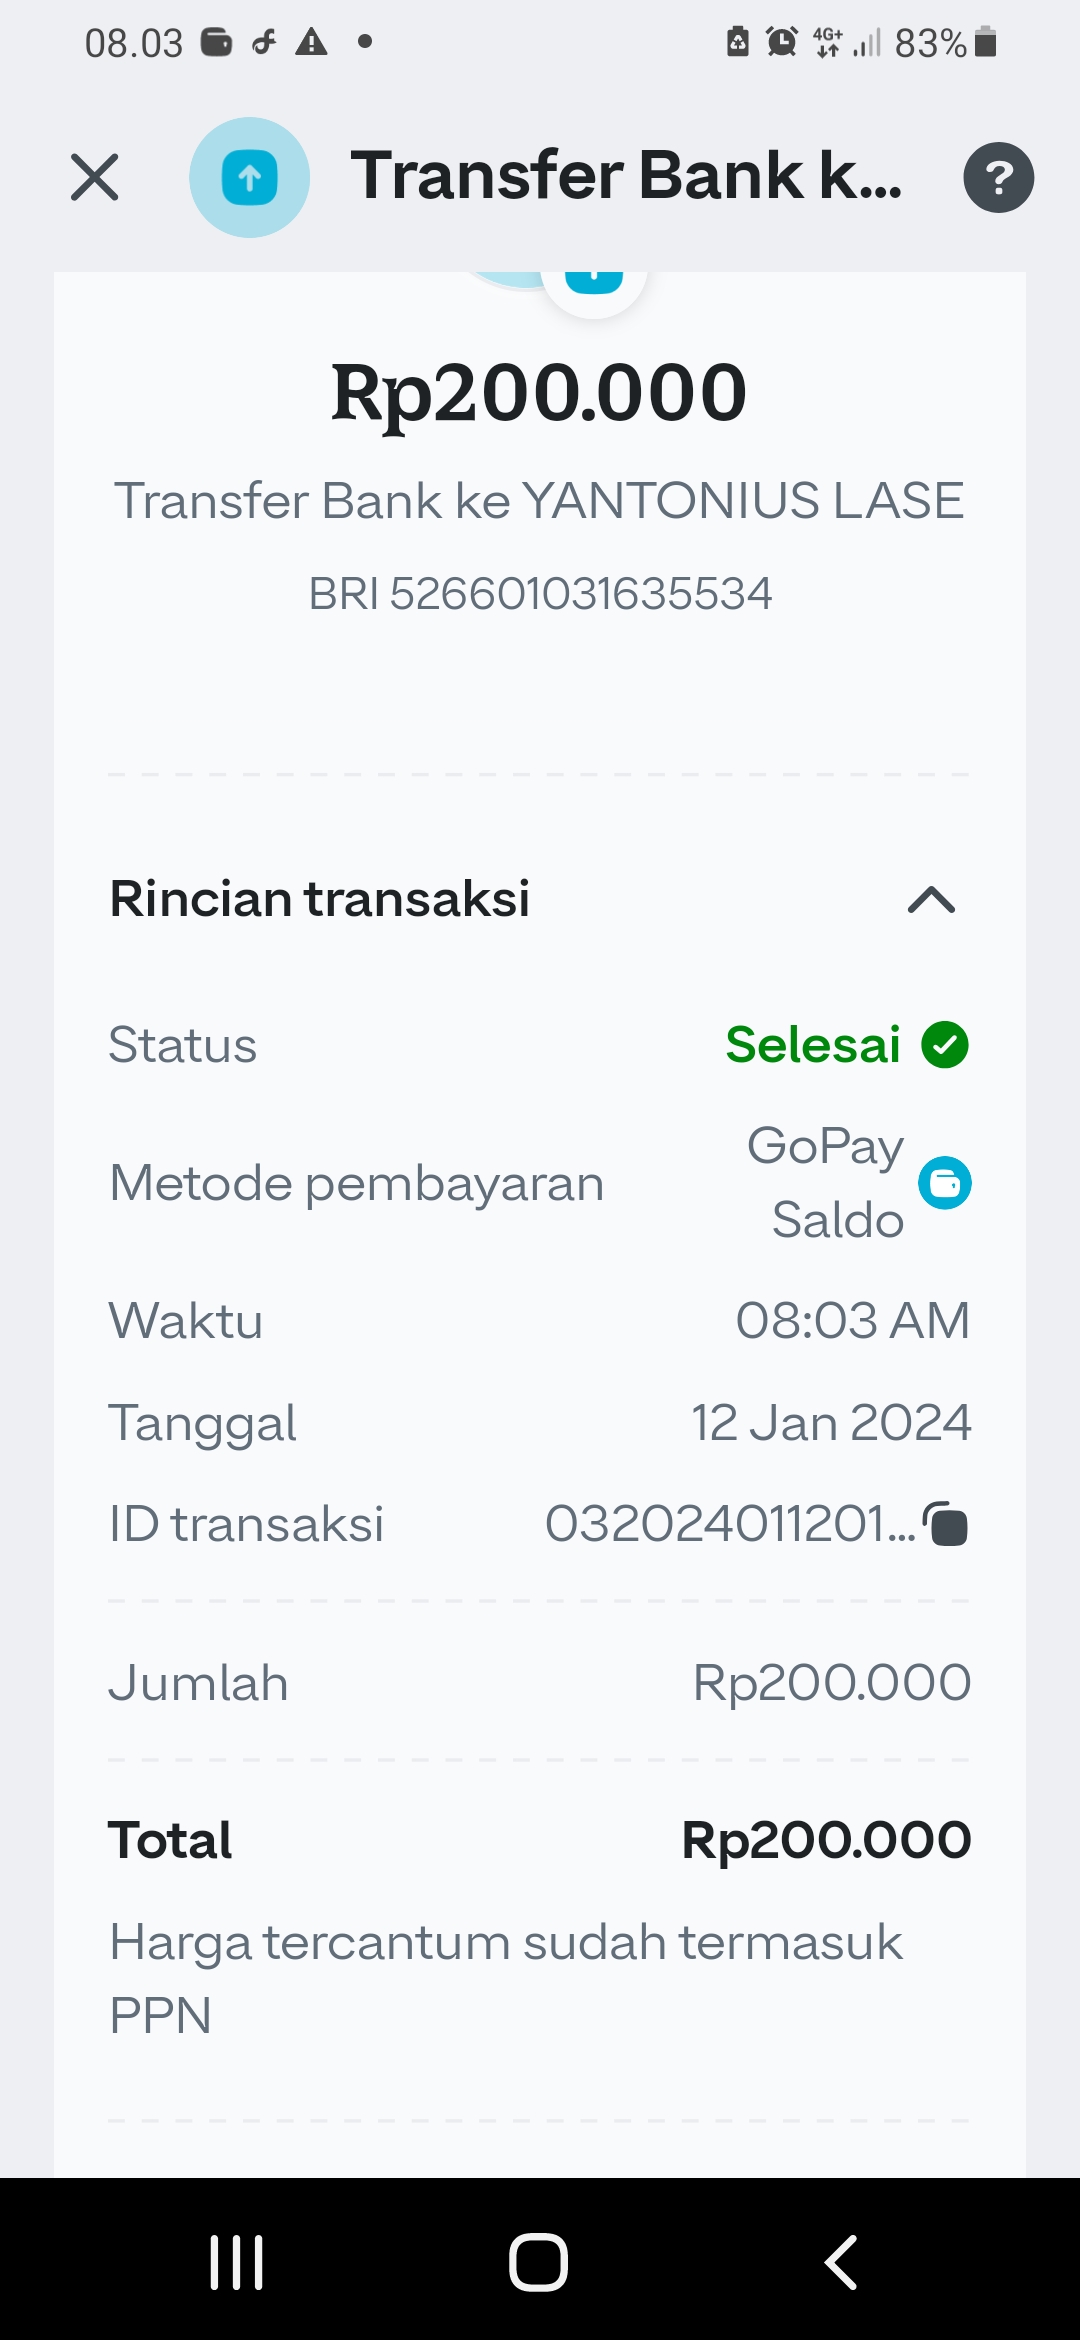 08.03
4G+ 83%
Transfer Bank k...
?
Rp200.000
Transfer Bank ke YANTONIUS LASE
BRI 526601031635534
Rincian transaksi
Status Selesai
Metode pembayaran GoPay Saldo
Waktu 08:03 AM
Tanggal 12 Jan 2024
ID transaksi 032024011201...
Jumlah Rp200.000
Total Rp200.000
Harga tercantum sudah termasuk
PPN